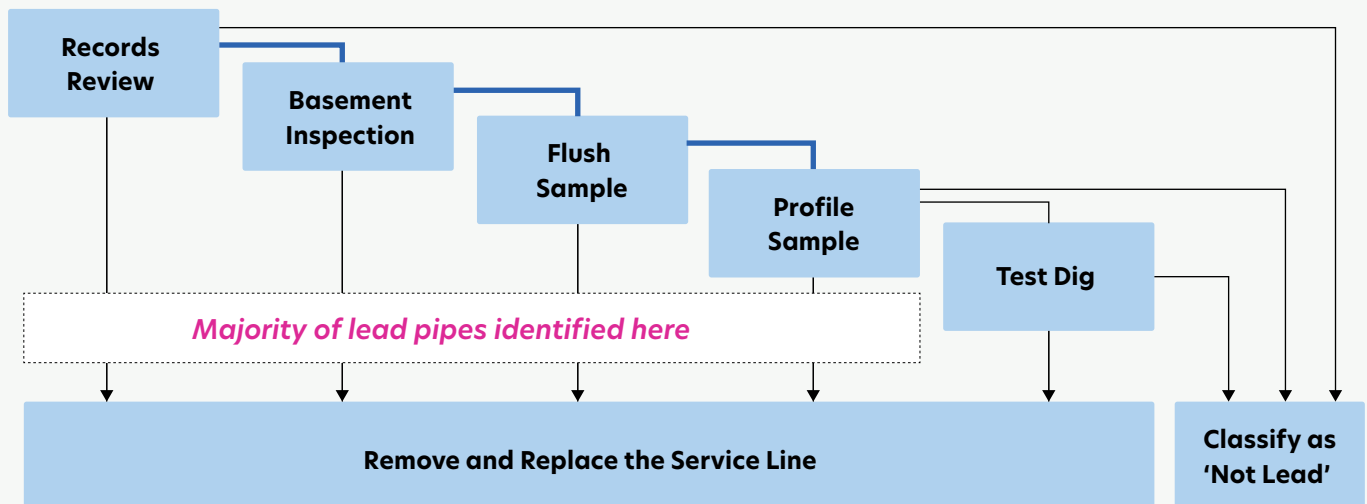 Records
Review
Basement
Inspection
Flush
Sample
Profile
Sample
Test Dig
Majority of lead pipes identified here
Remove and Replace the Service Line
Classify as
‘Not Lead’